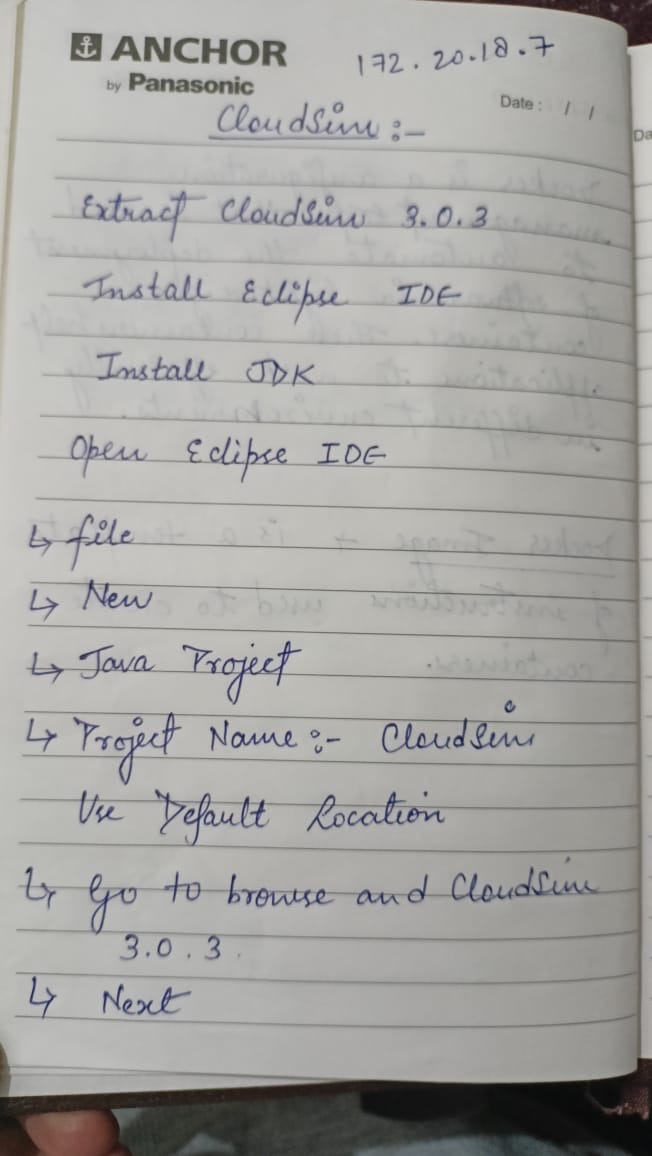 ANCHOR
by Panasonic
172.20.18.7
Date : / /
Da
CloudSim :-
Extract CloudSim 3.0.3
Install Eclipse IDE
Install JDK
Open Eclipse IDE
↳ file
↳ New
↳ Java Project
↳ Project Name :- CloudSim
Use Default Location
↳ Go to browse and CloudSim
3.0.3.
↳ Next